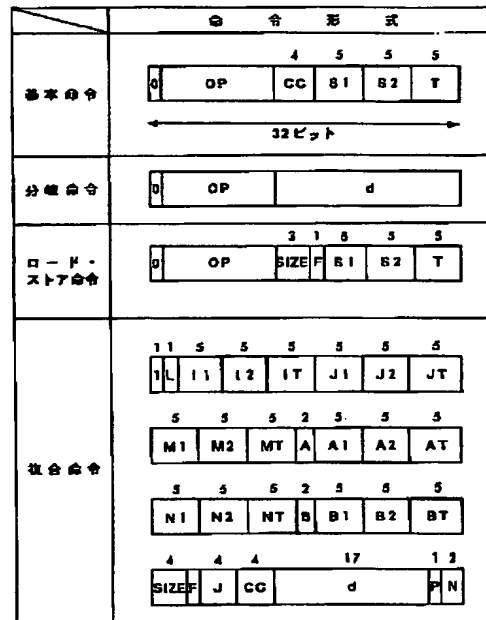 命令形式
4 5 5 5
基本命令
0 OP CC S1 S2 T
32ビット
分岐命令
0 OP d
3 1 5 5 5
ロード・
ストア命令
0 OP SIZE F S1 S2 T
1 1 5 5 5 5 5 5
1 L I1 I2 IT J1 J2 JT
5 5 5 2 5 5 5
M1 M2 MT A A1 A2 AT
複合命令
5 5 5 2 5 5 5
N1 N2 NT B B1 B2 BT
4 4 4 17 1 2
SIZE F J CC d P N